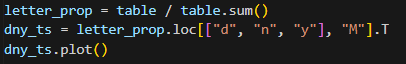 letter_prop = table / table.sum()
dny_ts = letter_prop.loc[["d", "n", "y"], "M"].T
dny_ts.plot()